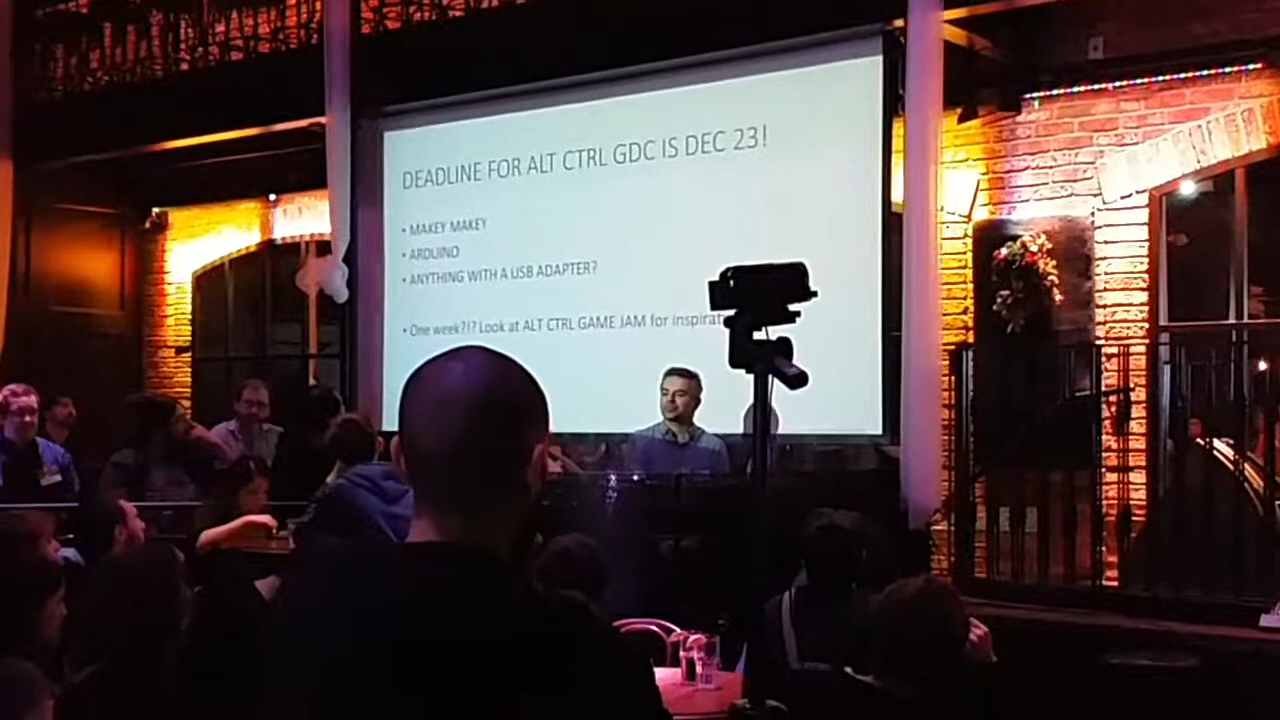 DEADLINE FOR ALT CTRL GDC IS DEC 23!
• MAKEY MAKEY
• ARDUINO
• ANYTHING WITH A USB ADAPTER?
• One week?!? Look at ALT CTRL GAME JAM for inspirat